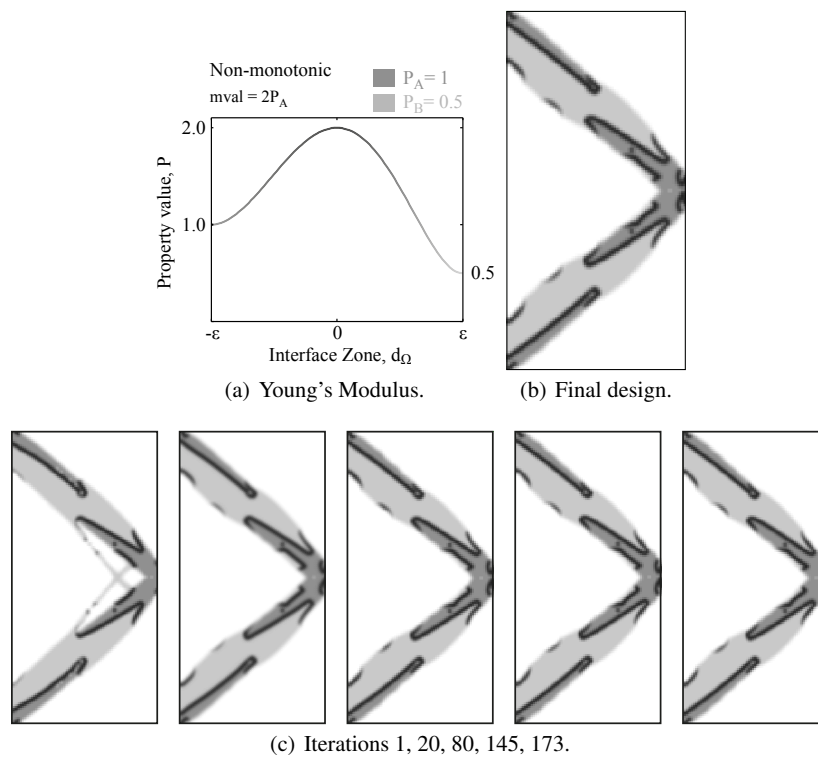 Non-monotonic
mval = 2P_A
P_A = 1
P_B = 0.5
Property value, P
2.0
1.0
0.5
-ε
0
ε
Interface Zone, d_Ω
(a) Young's Modulus.
(b) Final design.
(c) Iterations 1, 20, 80, 145, 173.